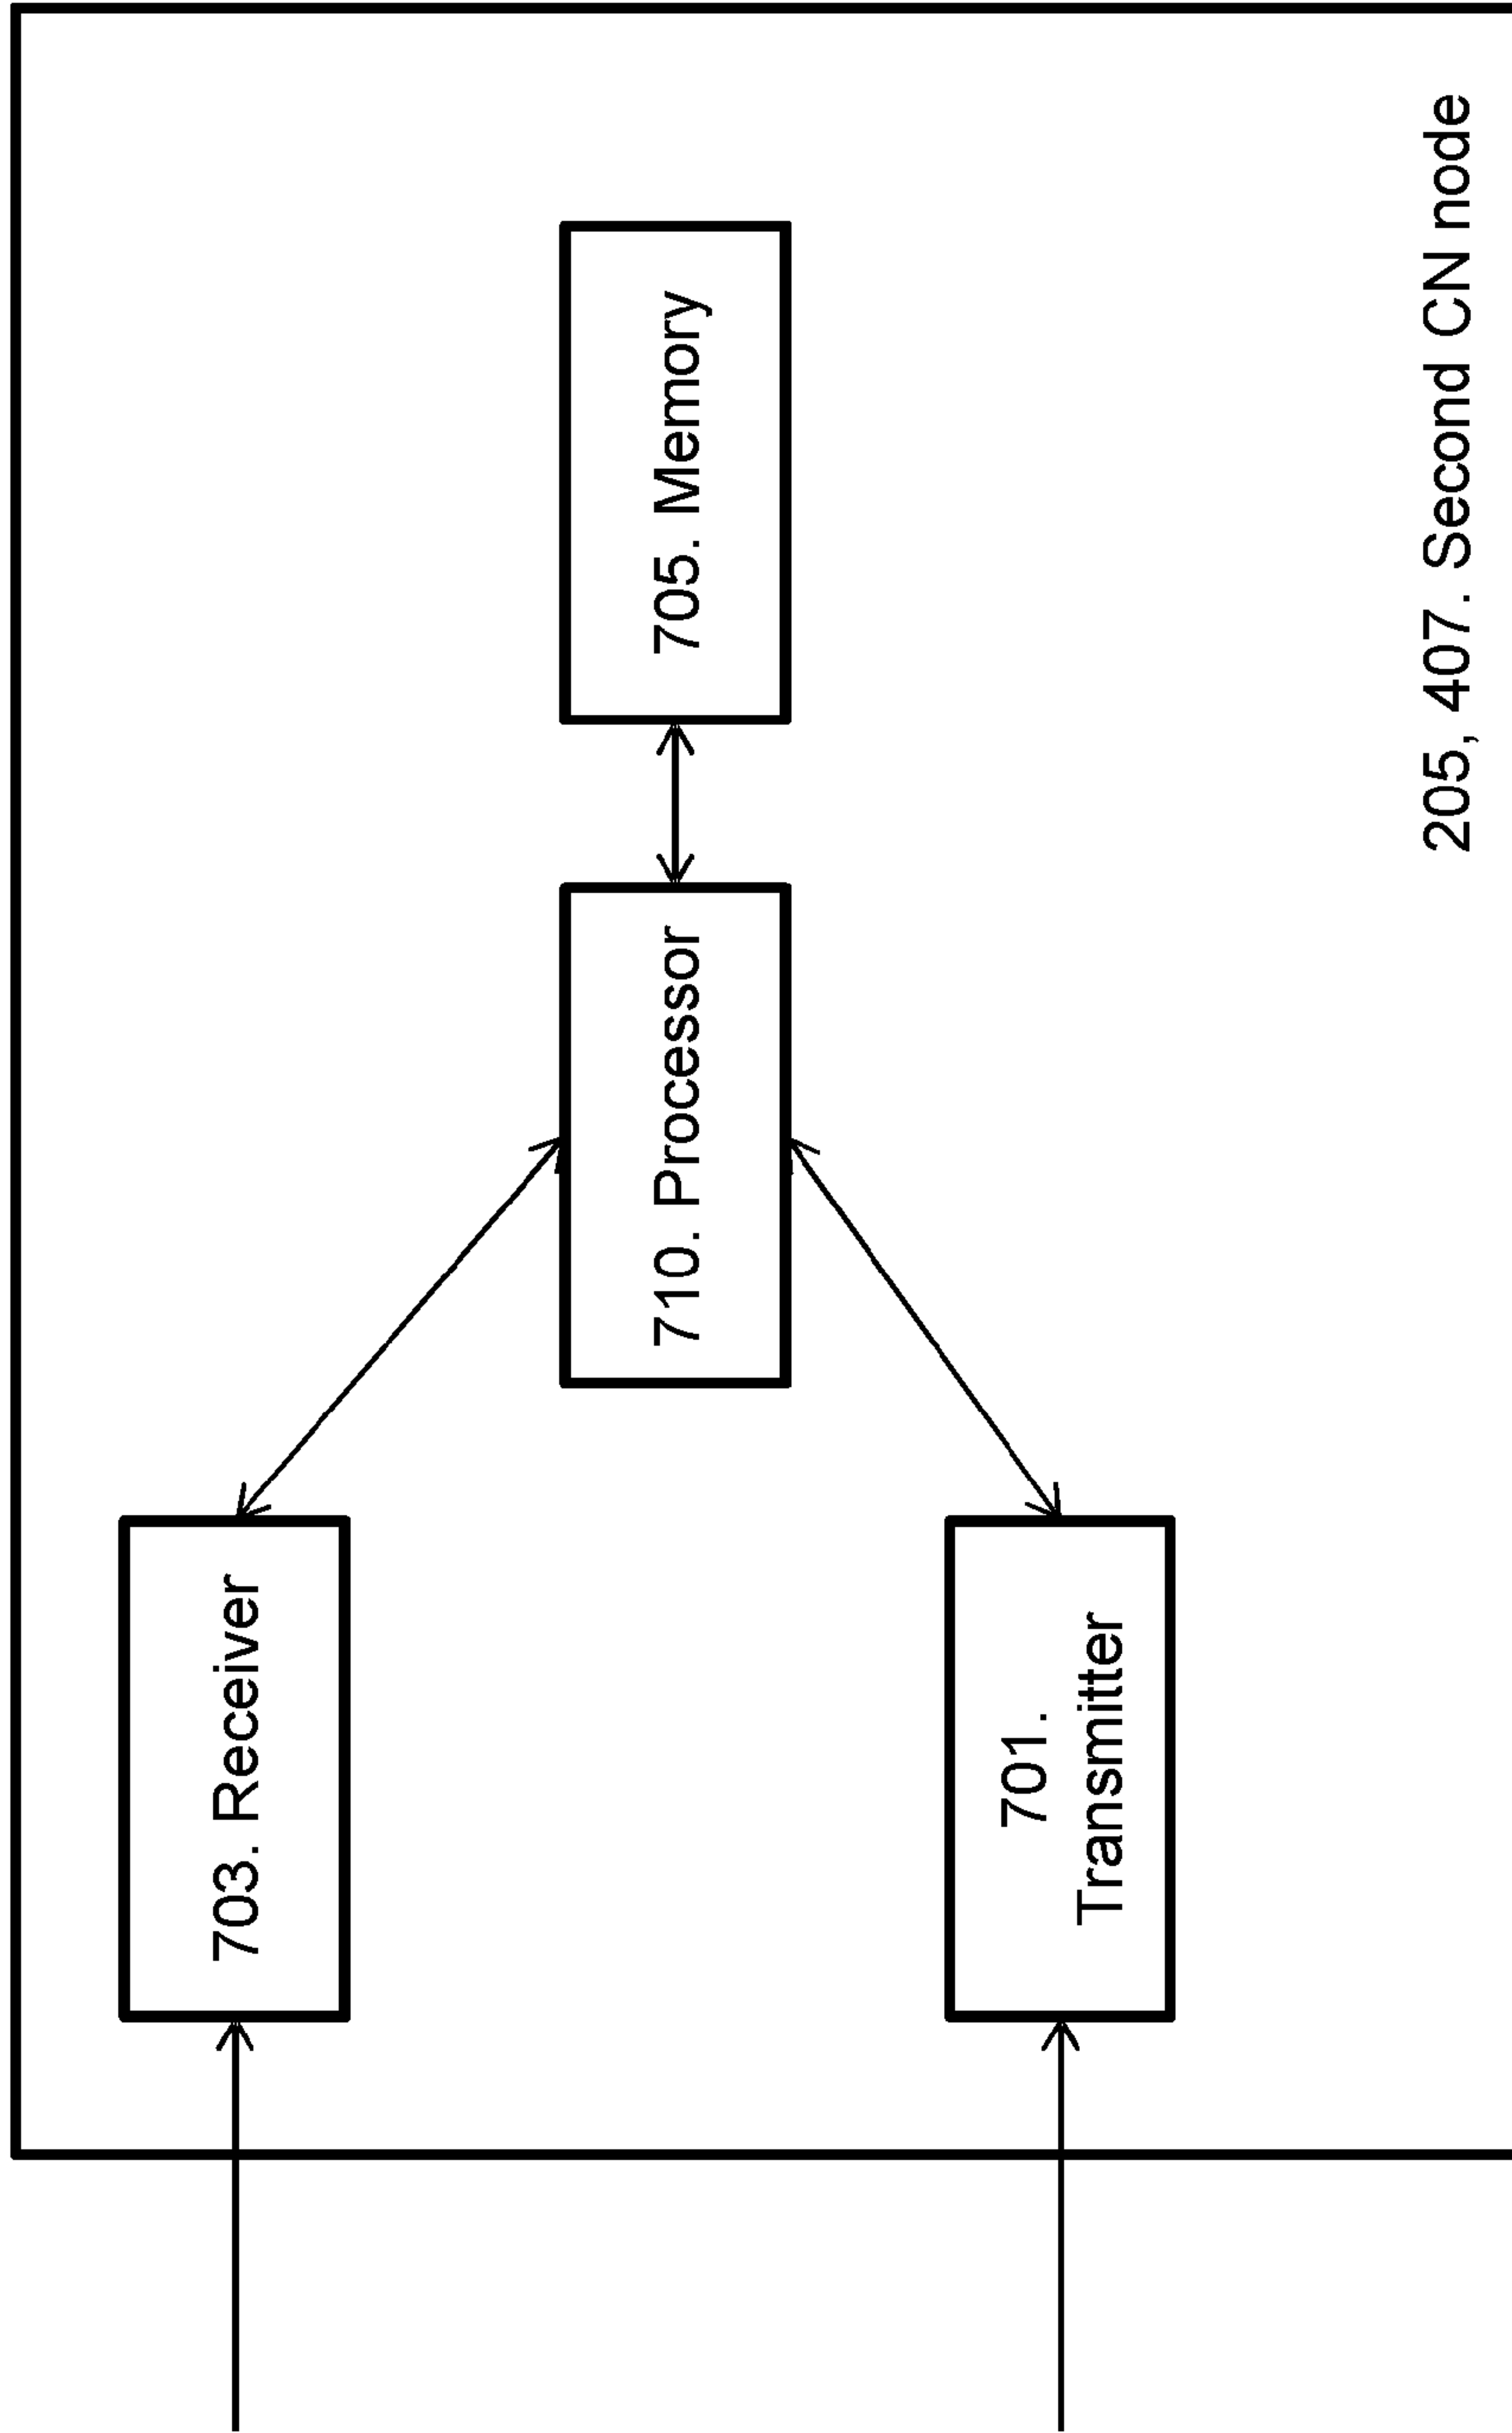 703. Receiver
710. Processor
705. Memory
701.
Transmitter
205, 407. Second CN node